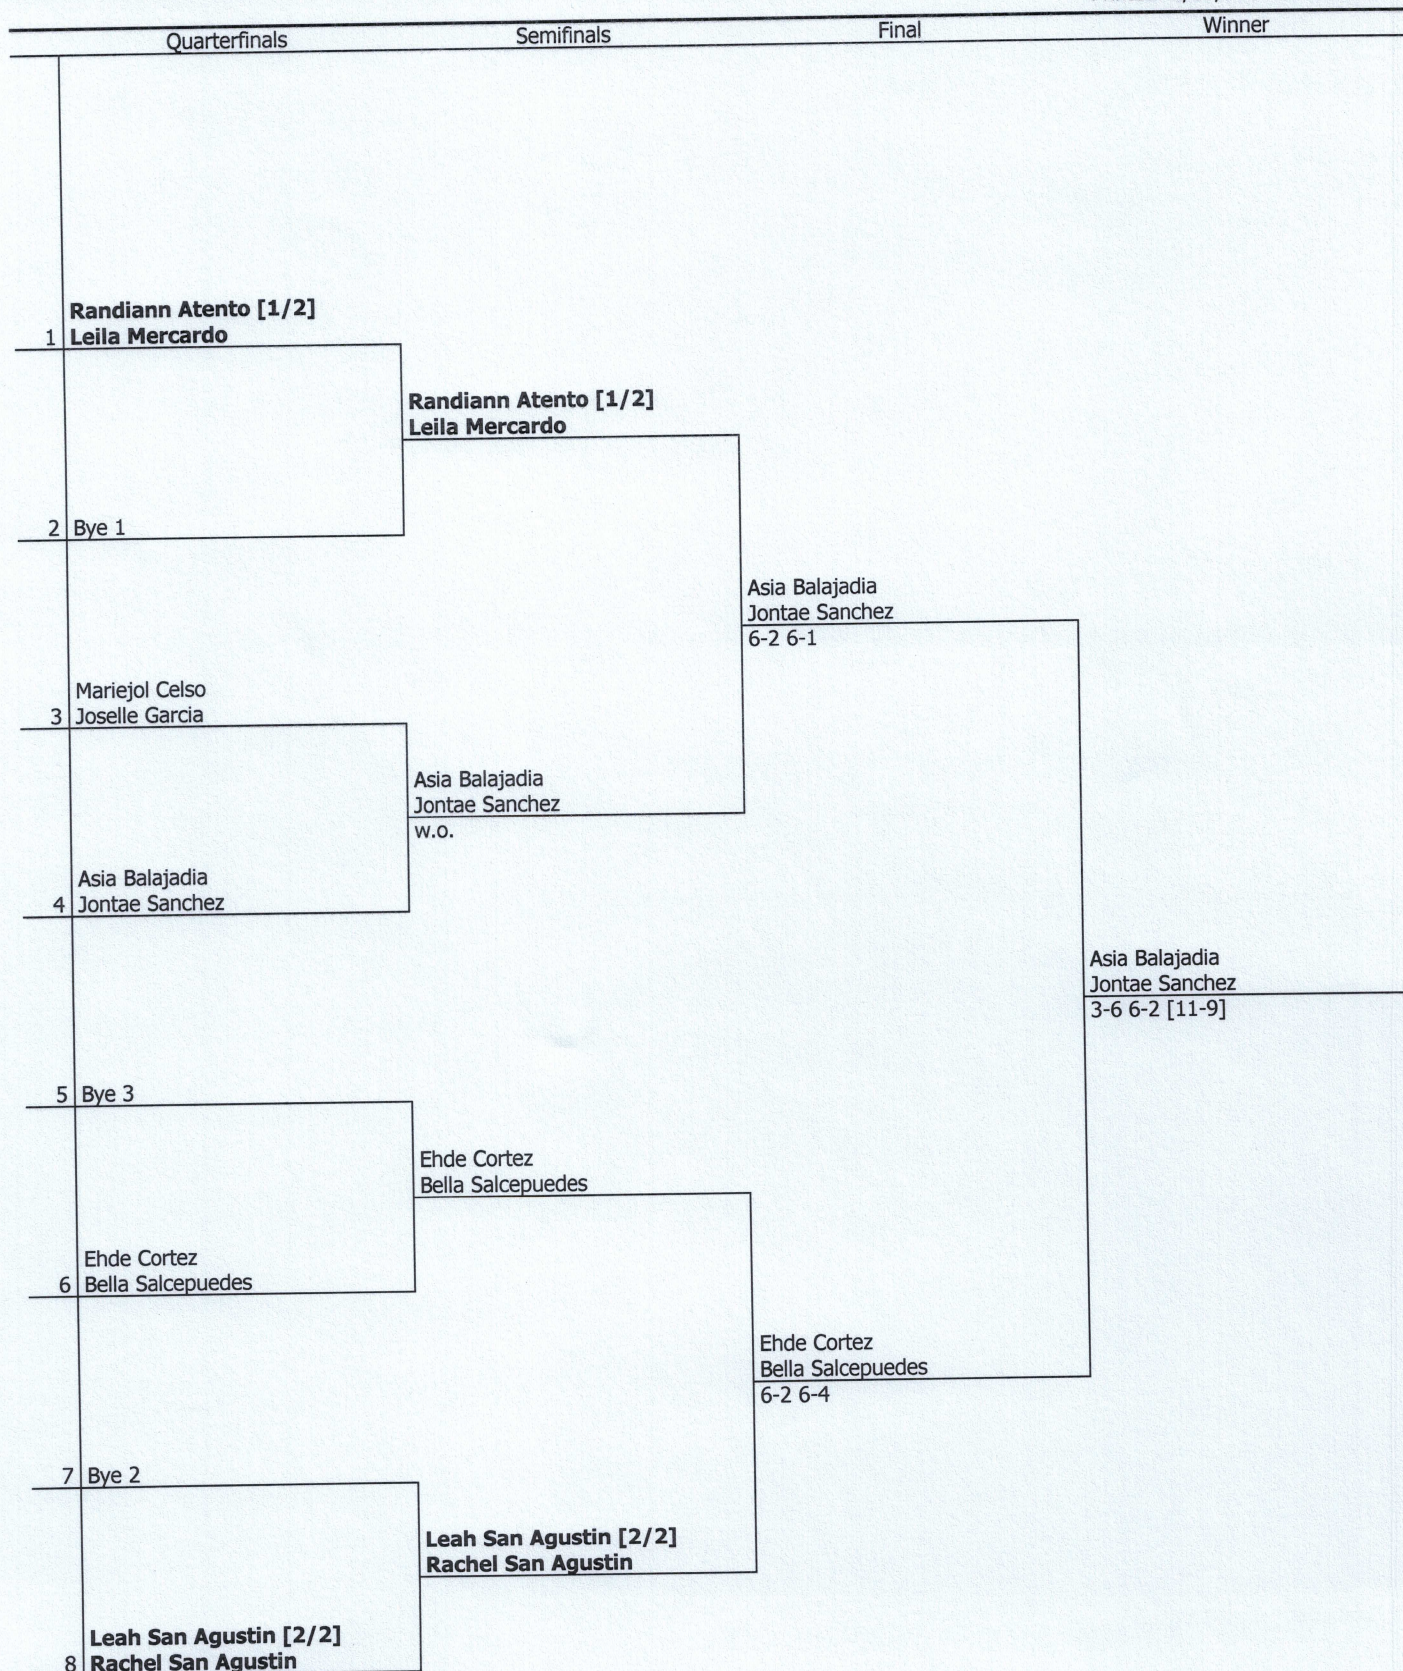 Quarterfinals Semifinals Final Winner
Randiann Atento [1/2]
1 Leila Mercardo
Randiann Atento [1/2]
Leila Mercardo
2 Bye 1
Asia Balajadia
Jontae Sanchez
6-2 6-1
Mariejol Celso
3 Joselle Garcia
Asia Balajadia
Jontae Sanchez
w.o.
Asia Balajadia
4 Jontae Sanchez
Asia Balajadia
Jontae Sanchez
3-6 6-2 [11-9]
5 Bye 3
Ehde Cortez
Bella Salcepuedes
Ehde Cortez
6 Bella Salcepuedes
Ehde Cortez
Bella Salcepuedes
6-2 6-4
7 Bye 2
Leah San Agustin [2/2]
Rachel San Agustin
Leah San Agustin [2/2]
8 Rachel San Agustin